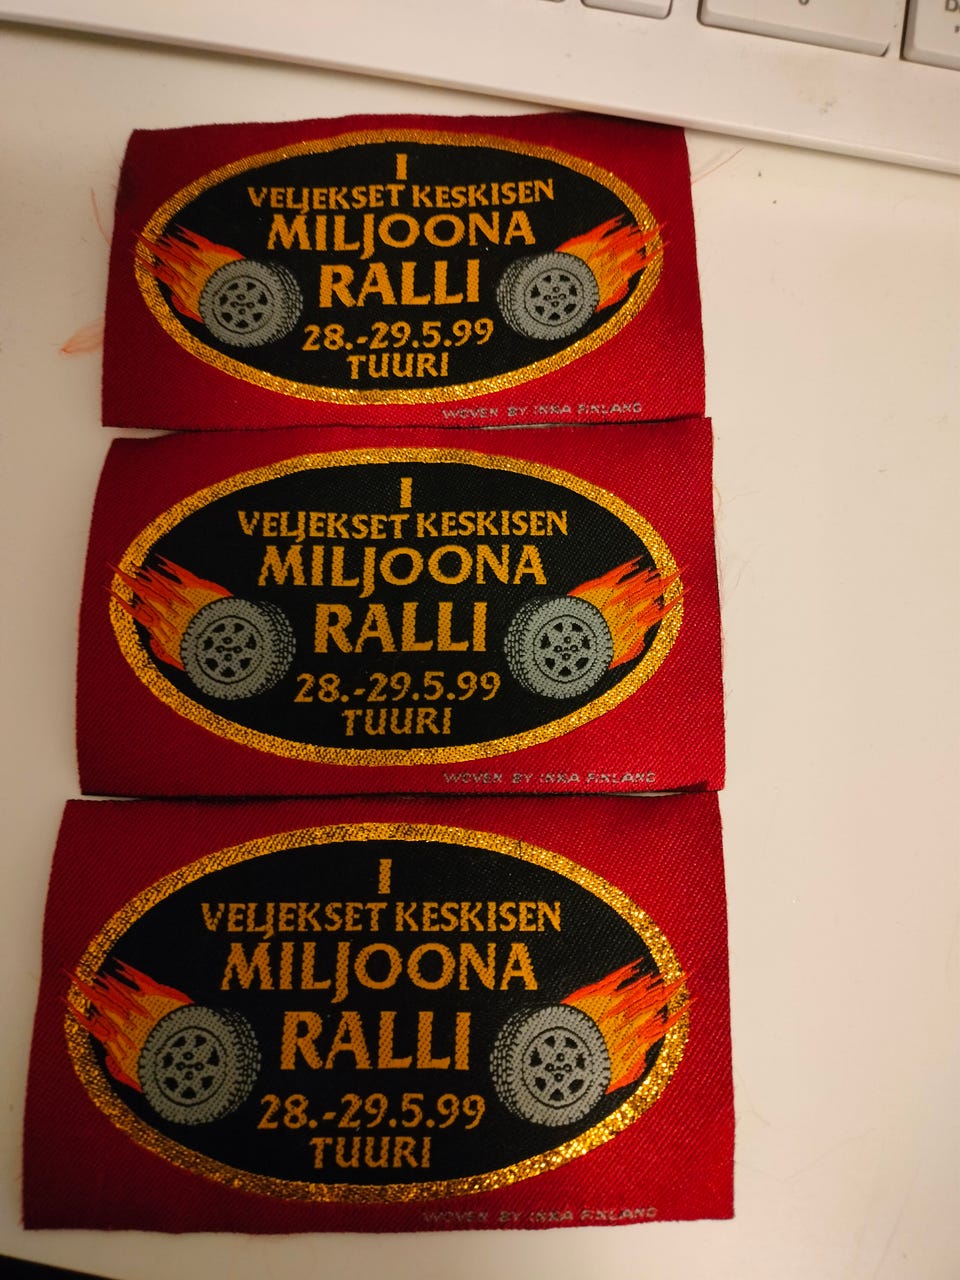 I
VELJEKSET KESKISEN
MILJOONA
RALLI
28.-29.5.99
TUURI
WOVEN BY INKA FINLAND
I
VELJEKSET KESKISEN
MILJOONA
RALLI
28.-29.5.99
TUURI
WOVEN BY INKA FINLAND
I
VELJEKSET KESKISEN
MILJOONA
RALLI
28.-29.5.99
TUURI
WOVEN BY INKA FINLAND